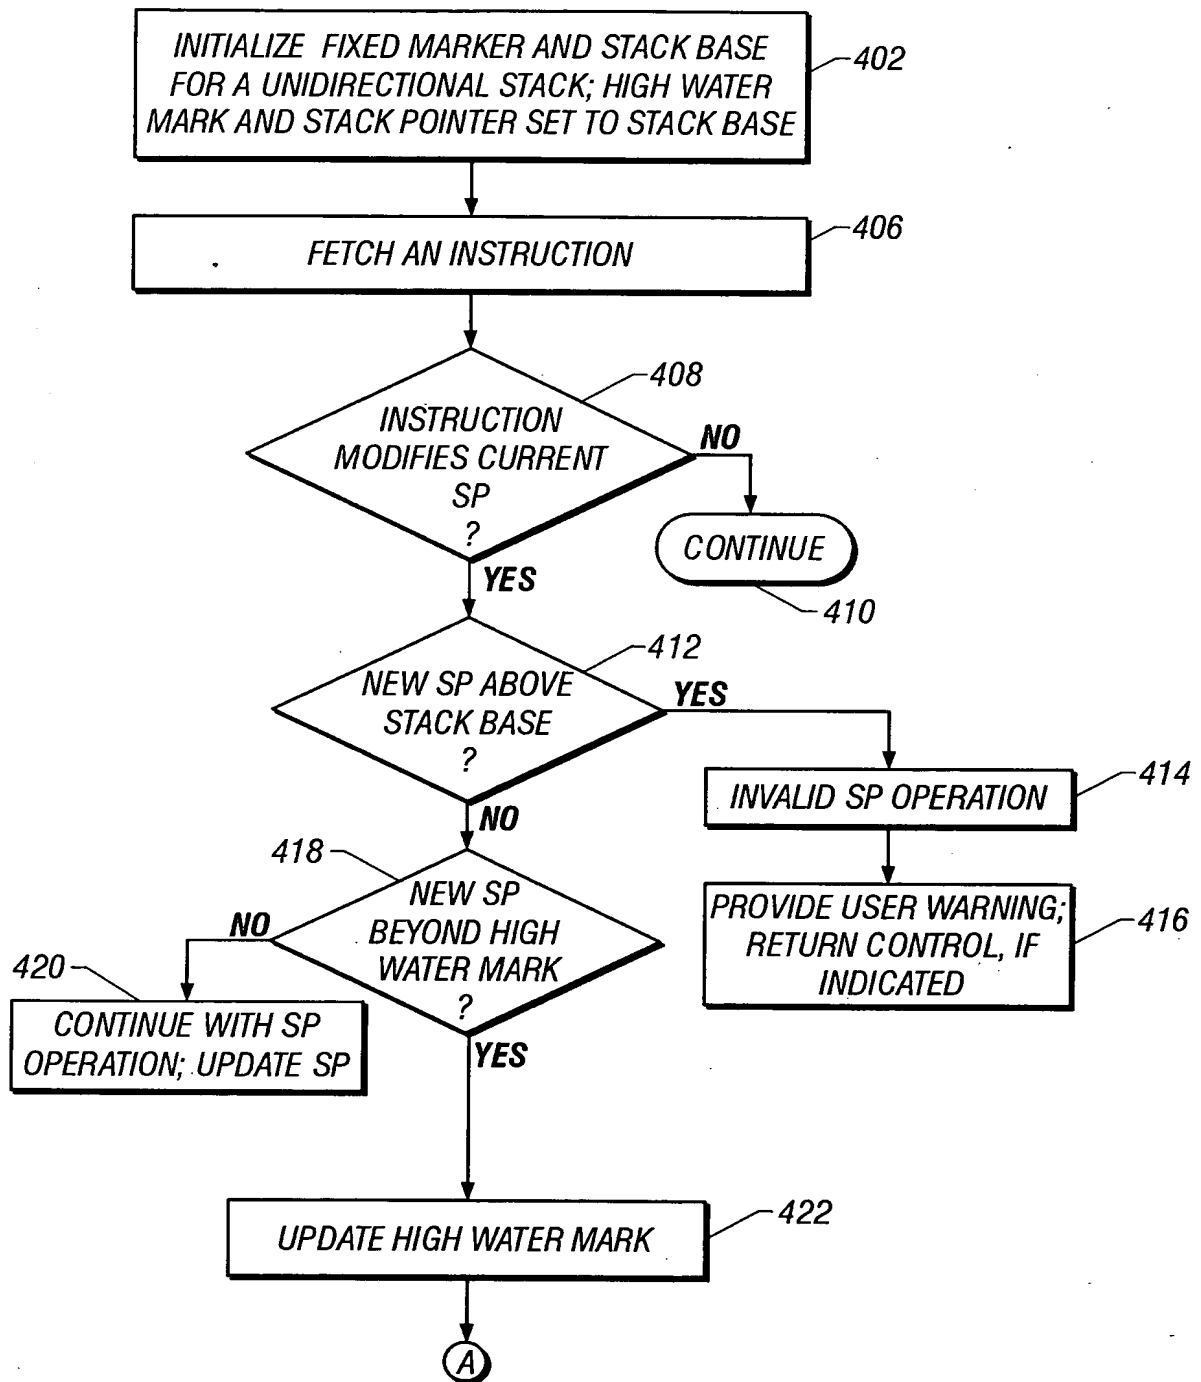 INITIALIZE FIXED MARKER AND STACK BASE
FOR A UNIDIRECTIONAL STACK; HIGH WATER
MARK AND STACK POINTER SET TO STACK BASE
402
FETCH AN INSTRUCTION
406
408
INSTRUCTION
MODIFIES CURRENT
SP
?
NO
CONTINUE
410
YES
412
NEW SP ABOVE
STACK BASE
?
YES
INVALID SP OPERATION
414
PROVIDE USER WARNING;
RETURN CONTROL, IF
INDICATED
416
NO
418
NEW SP
BEYOND HIGH
WATER MARK
?
NO
420
CONTINUE WITH SP
OPERATION; UPDATE SP
YES
UPDATE HIGH WATER MARK
422
A